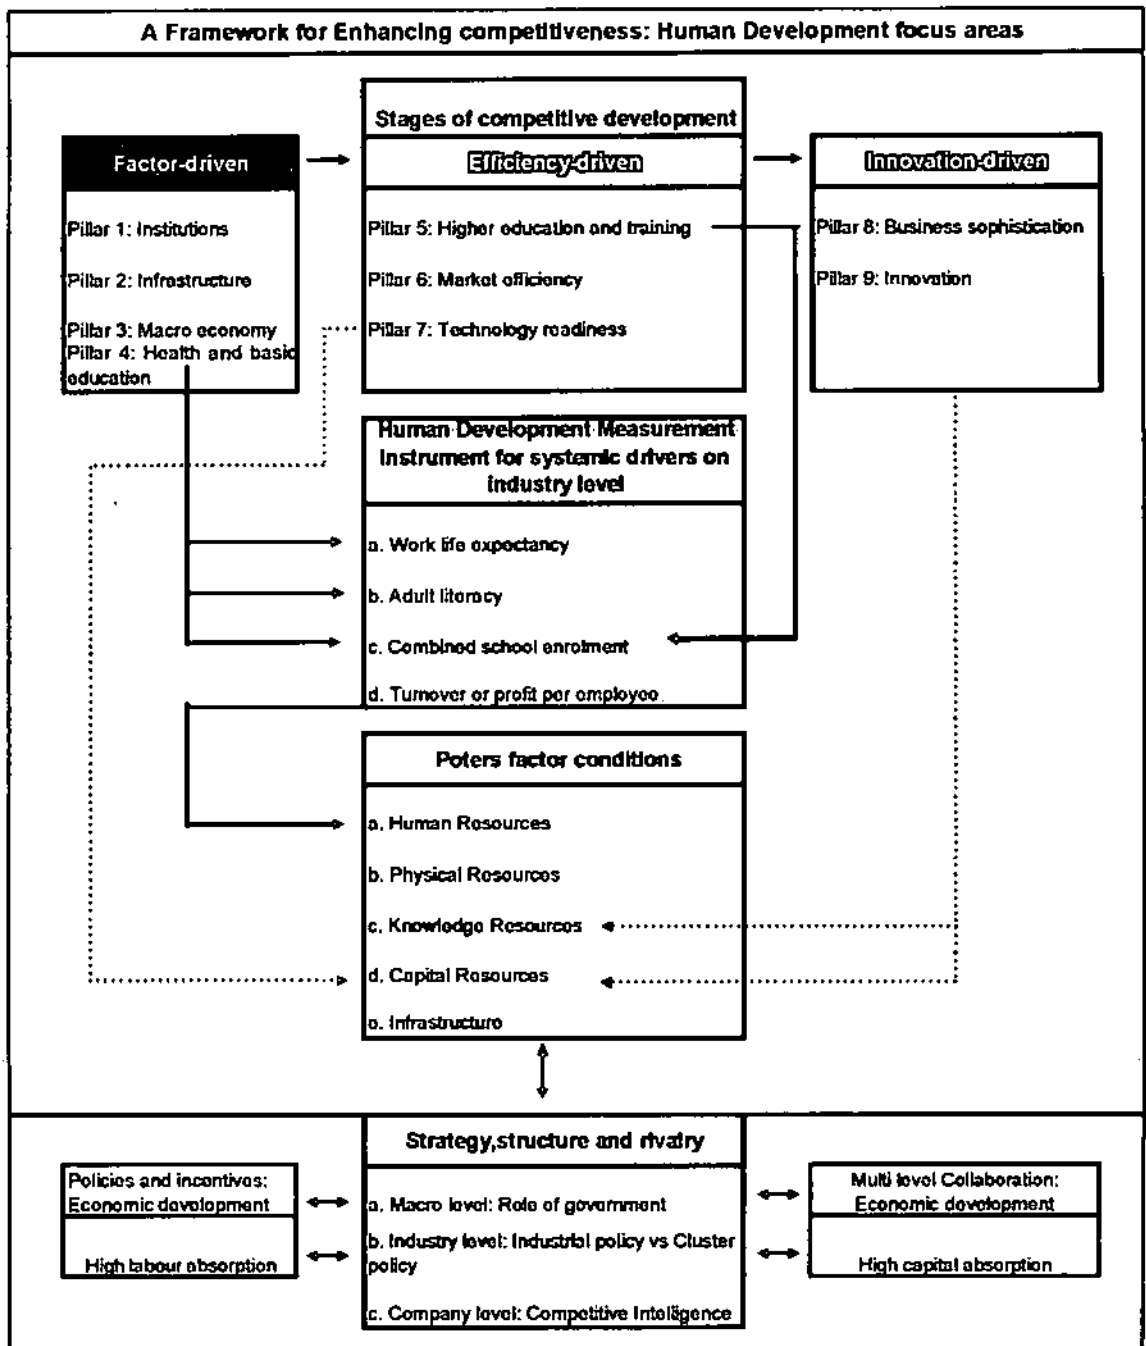 A Framework for Enhancing competitiveness: Human Development focus areas
Stages of competitive development
Factor-driven
Efficiency-driven
Innovation-driven
Pillar 1: Institutions
Pillar 2: Infrastructure
Pillar 3: Macro economy
Pillar 4: Health and basic
education
Pillar 5: Higher education and training
Pillar 6: Market efficiency
Pillar 7: Technology readiness
Pillar 8: Business sophistication
Pillar 9: Innovation
Human Development Measurement
Instrument for systemic drivers on
industry level
a. Work life expectancy
b. Adult literacy
c. Combined school enrolment
d. Turnover or profit per employee
Poters factor conditions
a. Human Resources
b. Physical Resources
c. Knowledge Resources
d. Capital Resources
e. Infrastructure
Strategy,structure and rivalry
a. Macro level: Role of government
b. Industry level: Industrial policy vs Cluster
policy
c. Company level: Competitive Intelligence
Policies and incentives:
Economic development
High labour absorption
Multi level Collaboration:
Economic development
High capital absorption